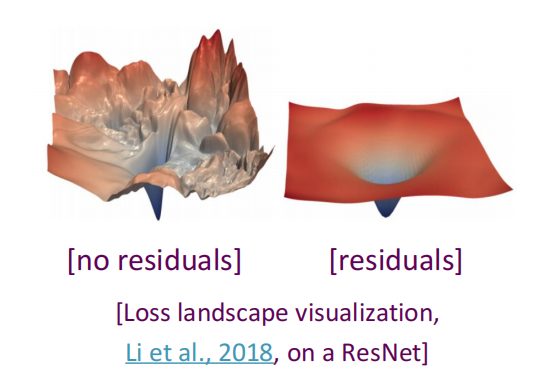 [no residuals] [residuals]
[Loss landscape visualization,
Li et al., 2018, on a ResNet]